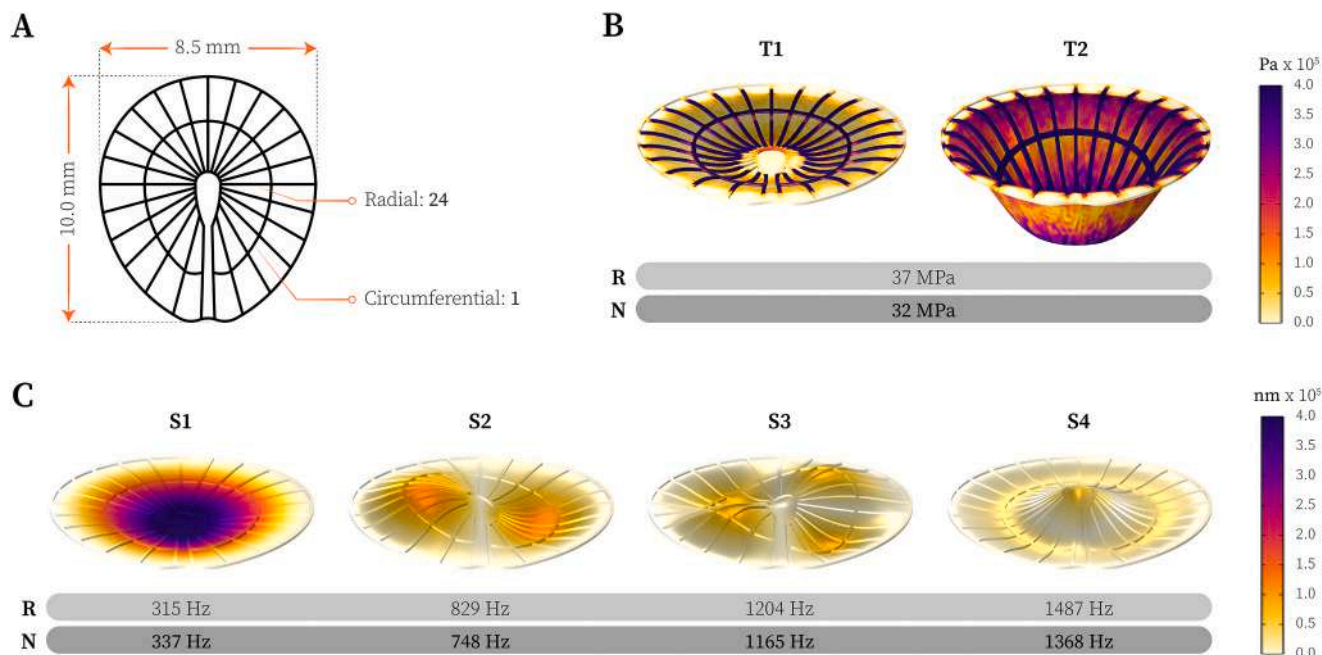 A
8.5 mm
10.0 mm
Radial: 24
Circumferential: 1
B
T1
T2
Pa x 10⁵
4.0
3.5
3.0
2.5
2.0
1.5
1.0
0.5
0.0
R
37 MPa
N
32 MPa
C
S1
S2
S3
S4
nm x 10⁵
4.0
3.5
3.0
2.5
2.0
1.5
1.0
0.5
0.0
R 315 Hz 829 Hz 1204 Hz 1487 Hz
N 337 Hz 748 Hz 1165 Hz 1368 Hz